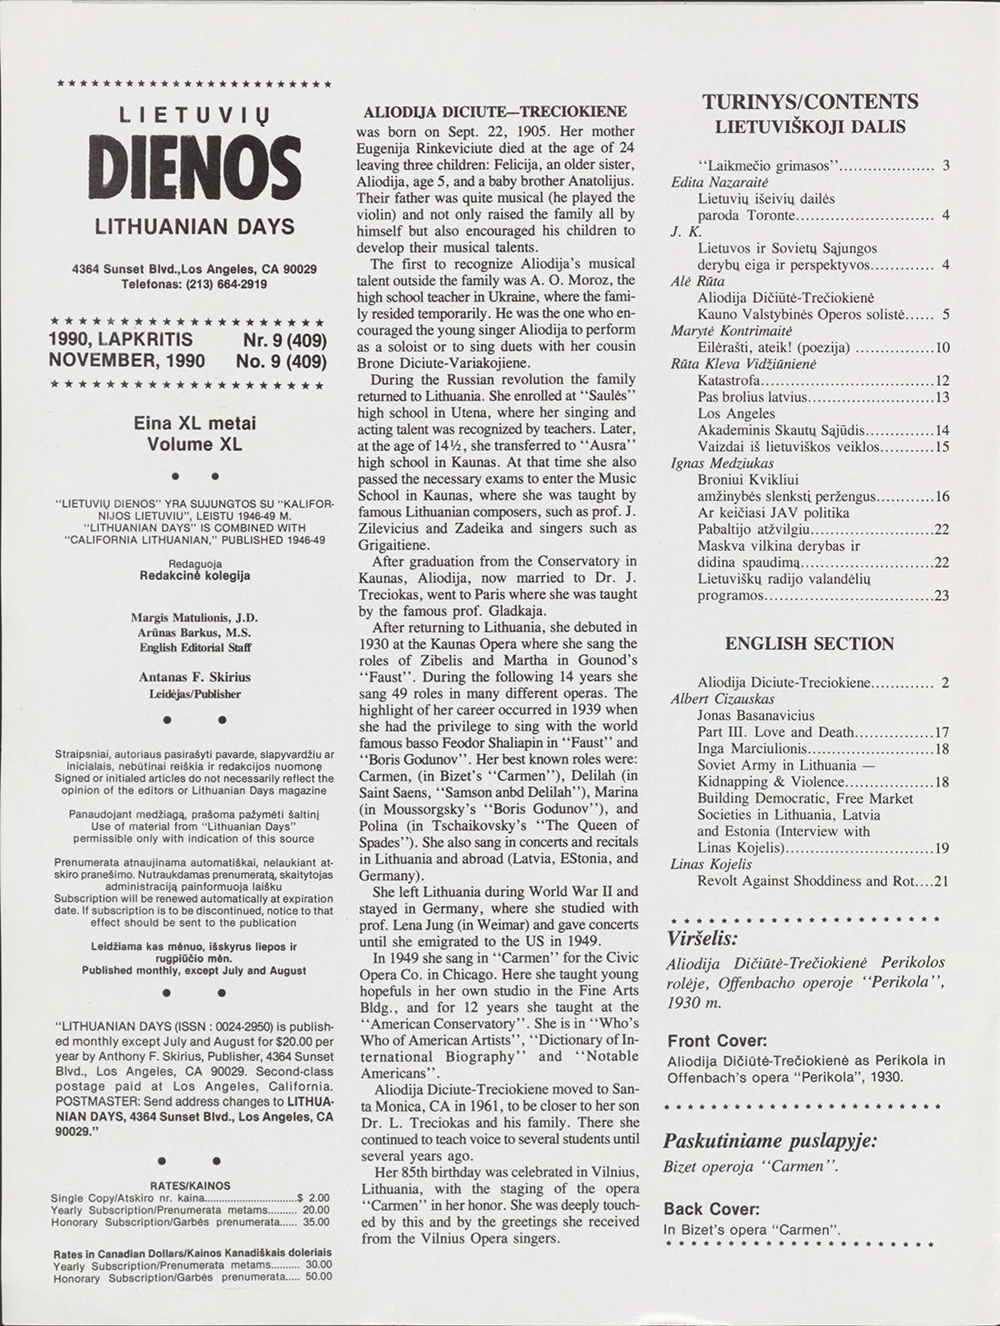 LIETUVIŲ
DIENOS
LITHUANIAN DAYS
4364 Sunset Blvd.,Los Angeles, CA 90029
Telefonas: (213) 664-2919
1990, LAPKRITIS Nr. 9 (409)
NOVEMBER, 1990 No. 9 (409)
Eina XL metai
Volume XL
"LIETUVIŲ DIENOS" YRA SUJUNGTOS SU "KALIFOR-
NIJOS LIETUVIU", LEISTU 1946-49 M.
"LITHUANIAN DAYS" IS COMBINED WITH
"CALIFORNIA LITHUANIAN," PUBLISHED 1946-49
Redaguoja
Redakcinė kolegija
Margis Matulionis, J.D.
Arūnas Barkus, M.S.
English Editorial Staff
Antanas F. Skirius
Leidėjas/Publisher
Straipsniai, autoriaus pasirašyti pavarde, slapyvardžiu ar
inicialais, nebūtinai reiškia ir redakcijos nuomonę
Signed or initialed articles do not necessarily reflect the
opinion of the editors or Lithuanian Days magazine
Panaudojant medžiagą, prašoma pažymėti šaltinį
Use of material from "Lithuanian Days"
permissible only with indication of this source
Prenumerata atnaujinama automatiškai, nelaukiant at-
skiro pranešimo. Nutraukdamas prenumeratą, skaitytojas
administraciją painformuoja laišku
Subscription will be renewed automatically at expiration
date. If subscription is to be discontinued, notice to that
effect should be sent to the publication
Leidžiama kas mėnuo, išskyrus liepos ir
rugpiūčio mėn.
Published monthly, except July and August
"LITHUANIAN DAYS (ISSN : 0024-2950) is publish-
ed monthly except July and August for $20.00 per
year by Anthony F. Skirius, Publisher, 4364 Sunset
Blvd., Los Angeles, CA 90029. Second-class
postage paid at Los Angeles, California.
POSTMASTER: Send address changes to LITHUA-
NIAN DAYS, 4364 Sunset Blvd., Los Angeles, CA
90029."
RATES/KAINOS
Single Copy/Atskiro nr. kaina...............................$ 2.00
Yearly Subscription/Prenumerata metams.......... 20.00
Honorary Subscription/Garbės prenumerata...... 35.00
Rates in Canadian Dollars/Kainos Kanadiškais doleriais
Yearly Subscription/Prenumerata metams.......... 30.00
Honorary Subscription/Garbės prenumerata..... 50.00
ALIODIJA DICIUTE—TRECIOKIENE
was born on Sept. 22, 1905. Her mother
Eugenija Rinkeviciute died at the age of 24
leaving three children: Felicija, an older sister,
Aliodija, age 5, and a baby brother Anatolijus.
Their father was quite musical (he played the
violin) and not only raised the family all by
himself but also encouraged his children to
develop their musical talents.
The first to recognize Aliodija's musical
talent outside the family was A. O. Moroz, the
high school teacher in Ukraine, where the fami-
ly resided temporarily. He was the one who en-
couraged the young singer Aliodija to perform
as a soloist or to sing duets with her cousin
Brone Diciute-Variakojiene.
During the Russian revolution the family
returned to Lithuania. She enrolled at "Saulės"
high school in Utena, where her singing and
acting talent was recognized by teachers. Later,
at the age of 14½, she transferred to "Ausra"
high school in Kaunas. At that time she also
passed the necessary exams to enter the Music
School in Kaunas, where she was taught by
famous Lithuanian composers, such as prof. J.
Zilevicius and Zadeika and singers such as
Grigaitiene.
After graduation from the Conservatory in
Kaunas, Aliodija, now married to Dr. J.
Treciokas, went to Paris where she was taught
by the famous prof. Gladkaja.
After returning to Lithuania, she debuted in
1930 at the Kaunas Opera where she sang the
roles of Zibelis and Martha in Gounod's
"Faust". During the following 14 years she
sang 49 roles in many different operas. The
highlight of her career occurred in 1939 when
she had the privilege to sing with the world
famous basso Feodor Shaliapin in "Faust" and
"Boris Godunov". Her best known roles were:
Carmen, (in Bizet's "Carmen"), Delilah (in
Saint Saens, "Samson anbd Delilah"), Marina
(in Moussorgsky's "Boris Godunov"), and
Polina (in Tschaikovsky's "The Queen of
Spades"). She also sang in concerts and recitals
in Lithuania and abroad (Latvia, EStonia, and
Germany).
She left Lithuania during World War II and
stayed in Germany, where she studied with
prof. Lena Jung (in Weimar) and gave concerts
until she emigrated to the US in 1949.
In 1949 she sang in "Carmen" for the Civic
Opera Co. in Chicago. Here she taught young
hopefuls in her own studio in the Fine Arts
Bldg., and for 12 years she taught at the
"American Conservatory". She is in "Who's
Who of American Artists", "Dictionary of In-
ternational Biography" and "Notable
Americans".
Aliodija Diciute-Treciokiene moved to San-
ta Monica, CA in 1961, to be closer to her son
Dr. L. Treciokas and his family. There she
continued to teach voice to several students until
several years ago.
Her 85th birthday was celebrated in Vilnius,
Lithuania, with the staging of the opera
"Carmen" in her honor. She was deeply touch-
ed by this and by the greetings she received
from the Vilnius Opera singers.
TURINYS/CONTENTS
LIETUVIŠKOJI DALIS
"Laikmečio grimasos".................... 3
Edita Nazaraitė
Lietuvių išeivių dailės
paroda Toronte............................ 4
J. K.
Lietuvos ir Sovietų Sąjungos
derybų eiga ir perspektyvos............. 4
Alė Rūta
Aliodija Dičiūtė-Trečiokienė
Kauno Valstybinės Operos solistė...... 5
Marytė Kontrimaitė
Eilėrašti, ateik! (poezija) ................10
Rūta Kleva Vidžiūnienė
Katastrofa...................................12
Pas brolius latvius.........................13
Los Angeles
Akademinis Skautų Sąjūdis..............14
Vaizdai iš lietuviškos veiklos...........15
Ignas Medziukas
Broniui Kvikliui
amžinybės slenkstį peržengus............16
Ar keičiasi JAV politika
Pabaltijo atžvilgiu.........................22
Maskva vilkina derybas ir
didina spaudimą...........................22
Lietuviškų radijo valandėlių
programos..................................23
ENGLISH SECTION
Aliodija Diciute-Treciokiene............. 2
Albert Cizauskas
Jonas Basanavicius
Part III. Love and Death................17
Inga Marciulionis..........................18
Soviet Army in Lithuania —
Kidnapping & Violence..................18
Building Democratic, Free Market
Societies in Lithuania, Latvia
and Estonia (Interview with
Linas Kojelis)..............................19
Linas Kojelis
Revolt Against Shoddiness and Rot....21
Viršelis:
Aliodija Dičiūtė-Trečiokienė Perikolos
rolėje, Offenbacho operoje "Perikola",
1930 m.
Front Cover:
Aliodija Dičiūtė-Trečiokienė as Perikola in
Offenbach's opera "Perikola", 1930.
Paskutiniame puslapyje:
Bizet operoja "Carmen".
Back Cover:
In Bizet's opera "Carmen".